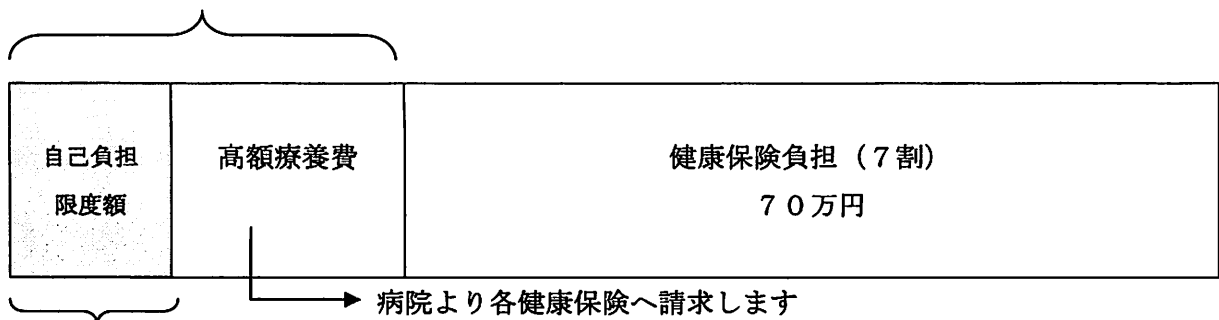 自己負担
限度額
高額療養費
健康保険負担（７割）
７０万円
病院より各健康保険へ請求します